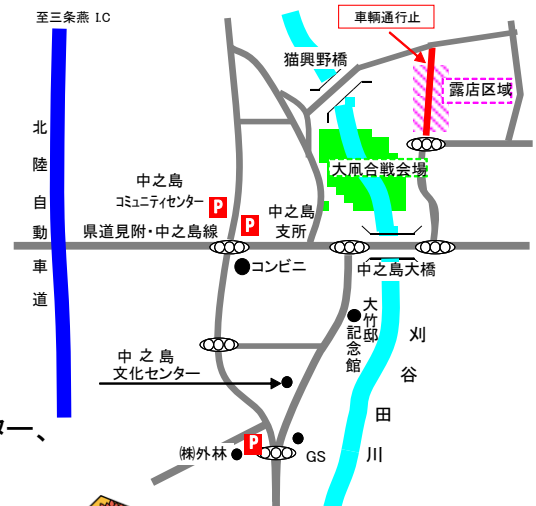 至三条燕 I.C
車輌通行止
猫興野橋
露店区域
北陸自動車道
大凧合戦会場
中之島
コミュニティセンター
P
P
中之島
支所
県道見附・中之島線
コンビニ
中之島大橋
大竹邸
記念館
刈谷田川
中之島
文化センター
ター、
P
㈱外林
GS